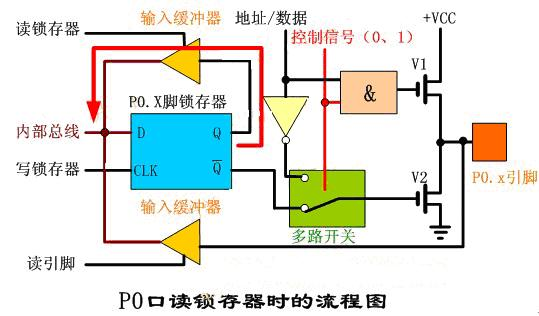 读锁存器
输入缓冲器
地址/数据
+VCC
控制信号（0、1）
V1
P0.X脚锁存器
&
内部总线
D
Q
写锁存器
CLK
Q
V2
P0.x引脚
输入缓冲器
多路开关
读引脚
P0口读锁存器时的流程图